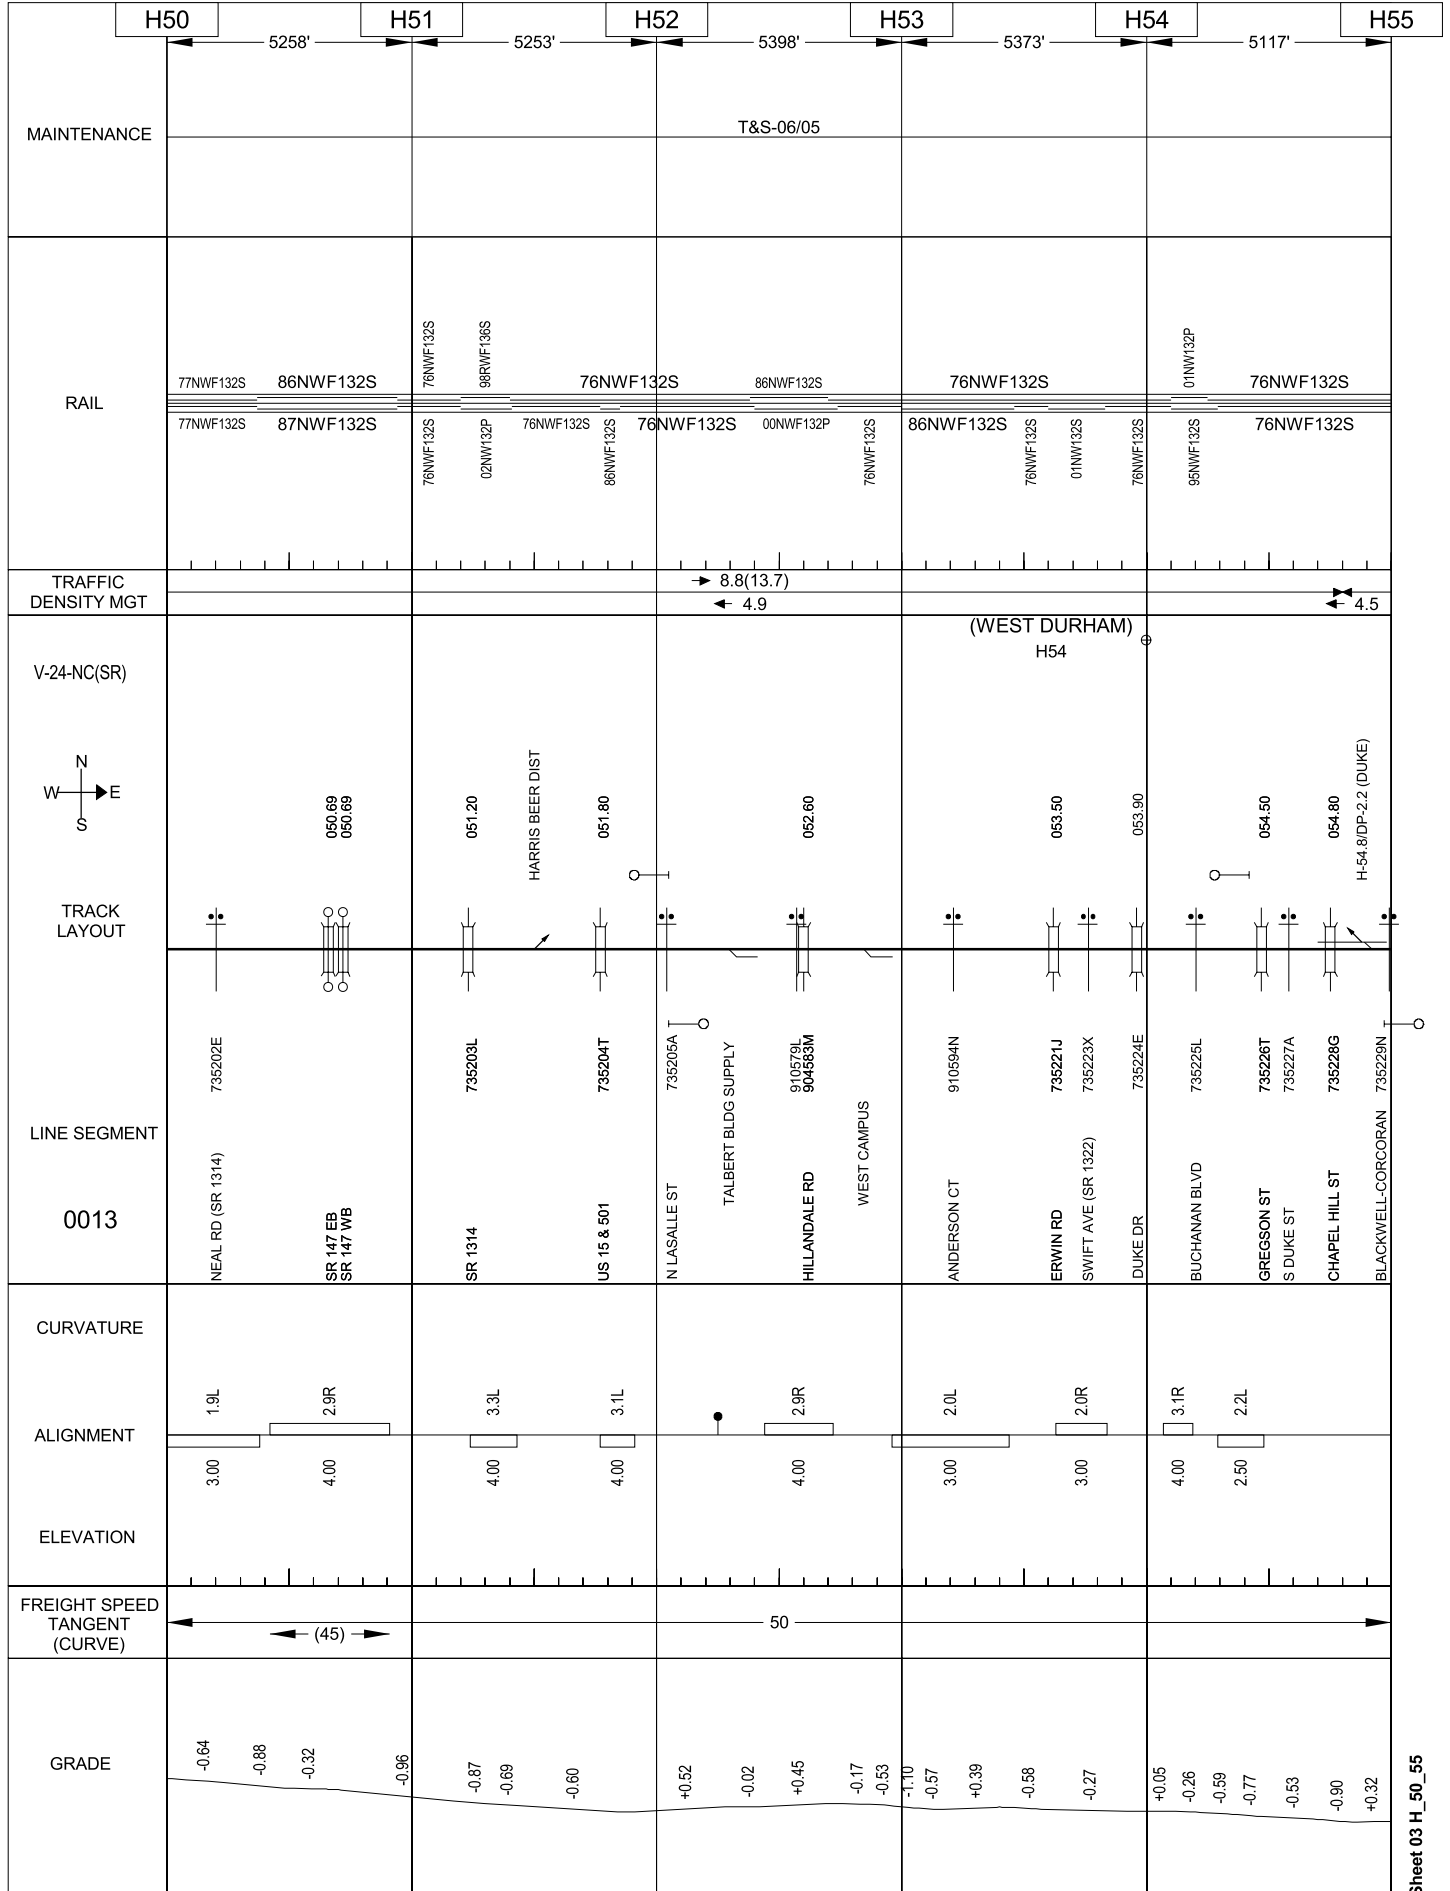 H50 H51 H52 H53 H54 H55
5258' 5253' 5398' 5373' 5117'
MAINTENANCE
T&S-06/05
RAIL
76NWF132S 98RWF136S 01NW132P
77NWF132S 86NWF132S 76NWF132S 86NWF132S 76NWF132S 76NWF132S
77NWF132S 87NWF132S 76NWF132S 76NWF132S 00NWF132P 86NWF132S 76NWF132S
76NWF132S 02NW132P 86NWF132S 76NWF132S 76NWF132S 01NW132S 76NWF132S 95NWF132S
TRAFFIC
DENSITY MGT
8.8(13.7)
4.9 4.5
(WEST DURHAM)
H54
V-24-NC(SR)
N
W E
S
050.69
050.69
051.20
HARRIS BEER DIST
051.80
052.60
053.50
053.90
054.50
054.80
H-54.8/DP-2.2 (DUKE)
TRACK
LAYOUT
735202E
735203L
735204T
735205A
910579L
904583M
910594N
735221J
735223X
735224E
735225L
735226T
735227A
735228G
735229N
LINE SEGMENT
0013
NEAL RD (SR 1314)
SR 147 EB
SR 147 WB
SR 1314
US 15 & 501
N LASALLE ST
TALBERT BLDG SUPPLY
HILLANDALE RD
WEST CAMPUS
ANDERSON CT
ERWIN RD
SWIFT AVE (SR 1322)
DUKE DR
BUCHANAN BLVD
GREGSON ST
S DUKE ST
CHAPEL HILL ST
BLACKWELL-CORCORAN
CURVATURE
1.9L 2.9R 3.3L 3.1L 2.9R 2.0L 2.0R 3.1R 2.2L
ALIGNMENT
3.00 4.00 4.00 4.00 4.00 3.00 3.00 4.00 2.50
ELEVATION
FREIGHT SPEED
TANGENT
(CURVE)
50
(45)
GRADE
-0.64 -0.88 -0.32 -0.96 -0.87 -0.69 -0.60 +0.52 -0.02 +0.45 -0.17 -0.53 -1.10 -0.57 +0.39 -0.58 -0.27 +0.05 -0.26 -0.59 -0.77 -0.53 -0.90 +0.32
Sheet 03 H_50_55